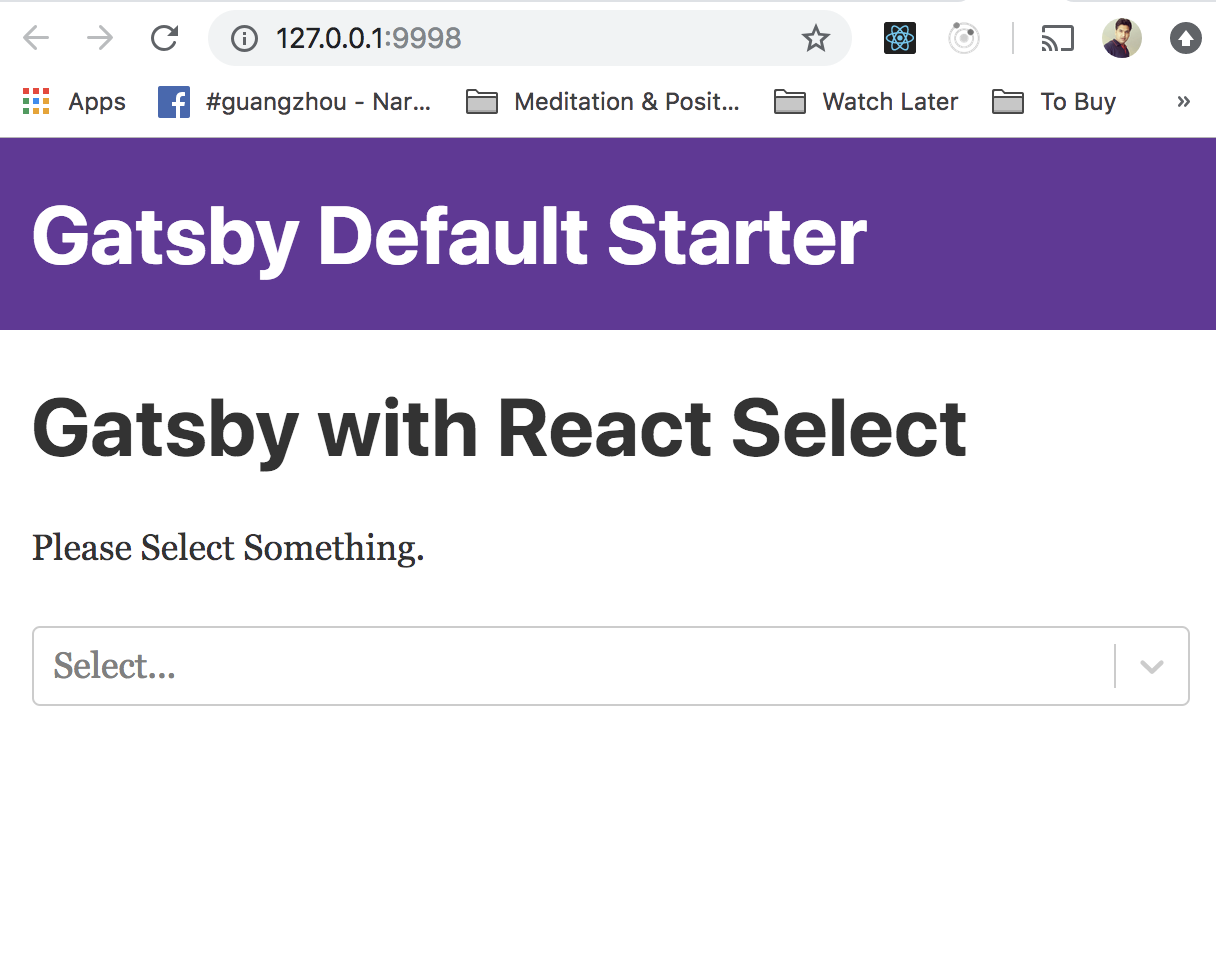 127.0.0.1:9998
Apps #guangzhou - Nar... Meditation & Posit... Watch Later To Buy »
Gatsby Default Starter
Gatsby with React Select
Please Select Something.
Select...